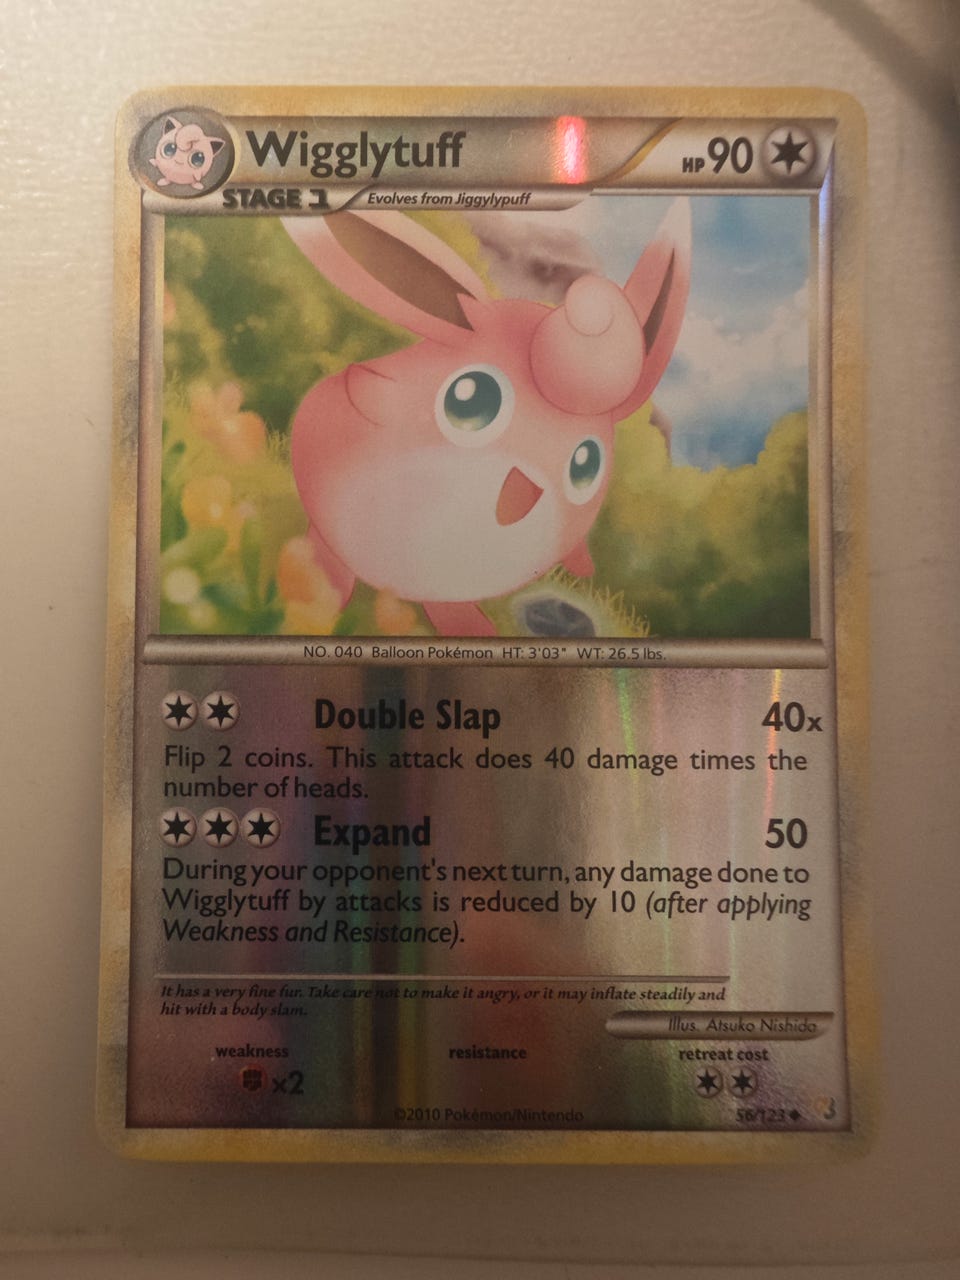 Wigglytuff
HP 90
STAGE 1
Evolves from Jigglypuff
NO. 040 Balloon Pokémon HT: 3'03" WT: 26.5 lbs.
Double Slap 40x
Flip 2 coins. This attack does 40 damage times the
number of heads.
Expand 50
During your opponent's next turn, any damage done to
Wigglytuff by attacks is reduced by 10 (after applying
Weakness and Resistance).
It has a very fine fur. Take care not to make it angry, or it may inflate steadily and
hit with a body slam.
Illus. Atsuko Nishida
weakness resistance retreat cost
x2
©2010 Pokémon/Nintendo
56/123